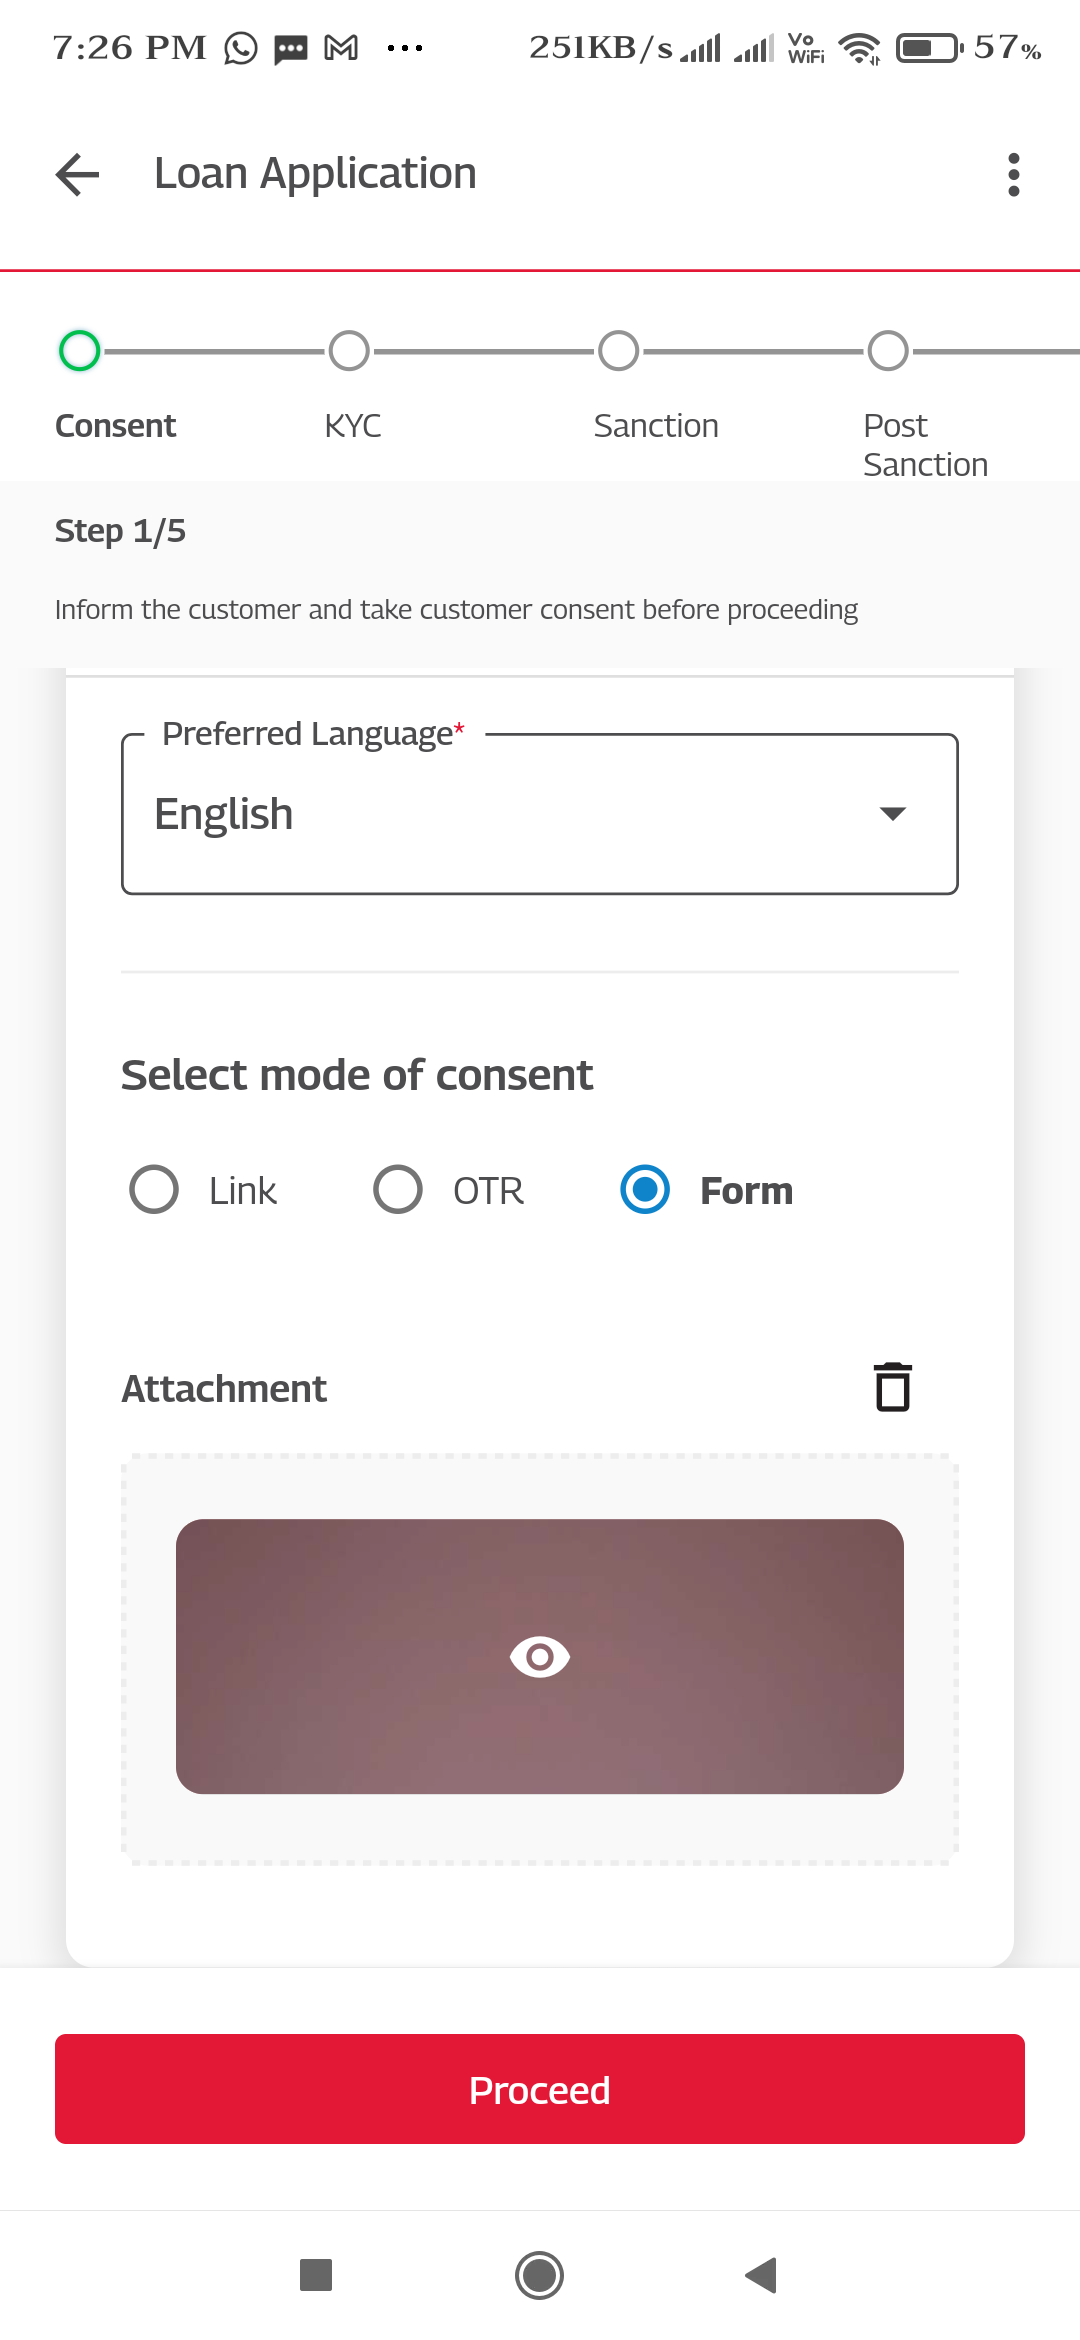 7:26 PM 251KB/s Vo WiFi 57%
Loan Application
Consent KYC Sanction Post Sanction
Step 1/5
Inform the customer and take customer consent before proceeding
Preferred Language*
English
Select mode of consent
Link OTR Form
Attachment
Proceed